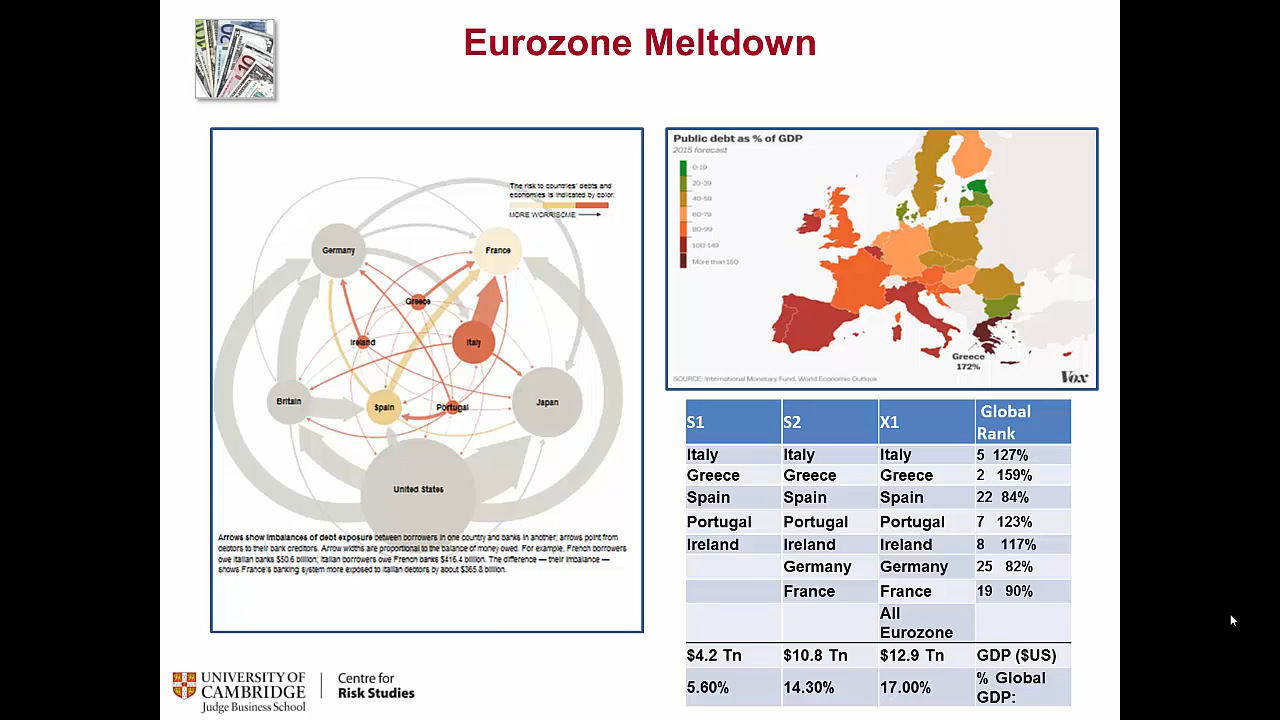 Eurozone Meltdown
The risk to countries' debts and
economies is indicated by color:
MORE WORRISOME
Germany
France
Greece
Ireland
Italy
Britain
Spain
Portugal
Japan
United States
Arrows show imbalances of debt exposure between borrowers in one country and banks in another; arrows point from
debtors to their bank creditors. Arrow widths are proportional to the balance of money owed. For example, French borrowers
owe Italian banks $50.6 billion; Italian borrowers owe French banks $416.4 billion. The difference — their imbalance —
shows France's banking system more exposed to Italian debtors by about $365.8 billion.
Public debt as % of GDP
2015 forecast
0-19
20-39
40-59
60-79
80-99
100-149
More than 150
Greece
172%
SOURCE: International Monetary Fund, World Economic Outlook
Vox
S1 S2 X1 Global
Rank
Italy Italy Italy 5 127%
Greece Greece Greece 2 159%
Spain Spain Spain 22 84%
Portugal Portugal Portugal 7 123%
Ireland Ireland Ireland 8 117%
Germany Germany 25 82%
France France 19 90%
All
Eurozone
$4.2 Tn $10.8 Tn $12.9 Tn GDP ($US)
5.60% 14.30% 17.00% % Global
GDP:
UNIVERSITY OF
CAMBRIDGE
Judge Business School
Centre for
Risk Studies